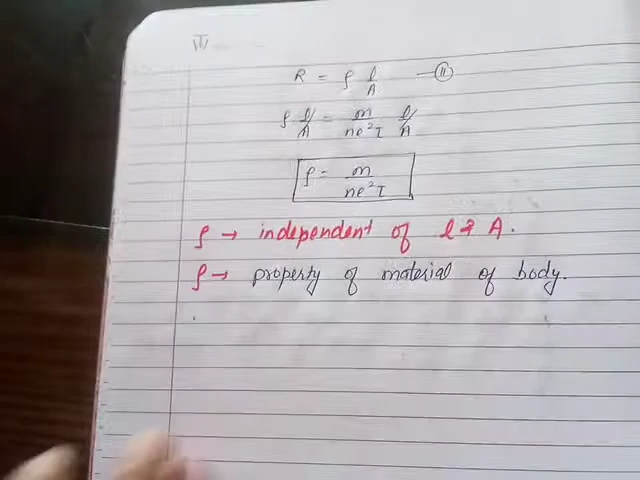 R = ρ l/A —(11)
ρ l/A = m/ne²τ l/A
ρ = m/ne²τ
ρ → independent of l & A.
ρ → property of material of body.